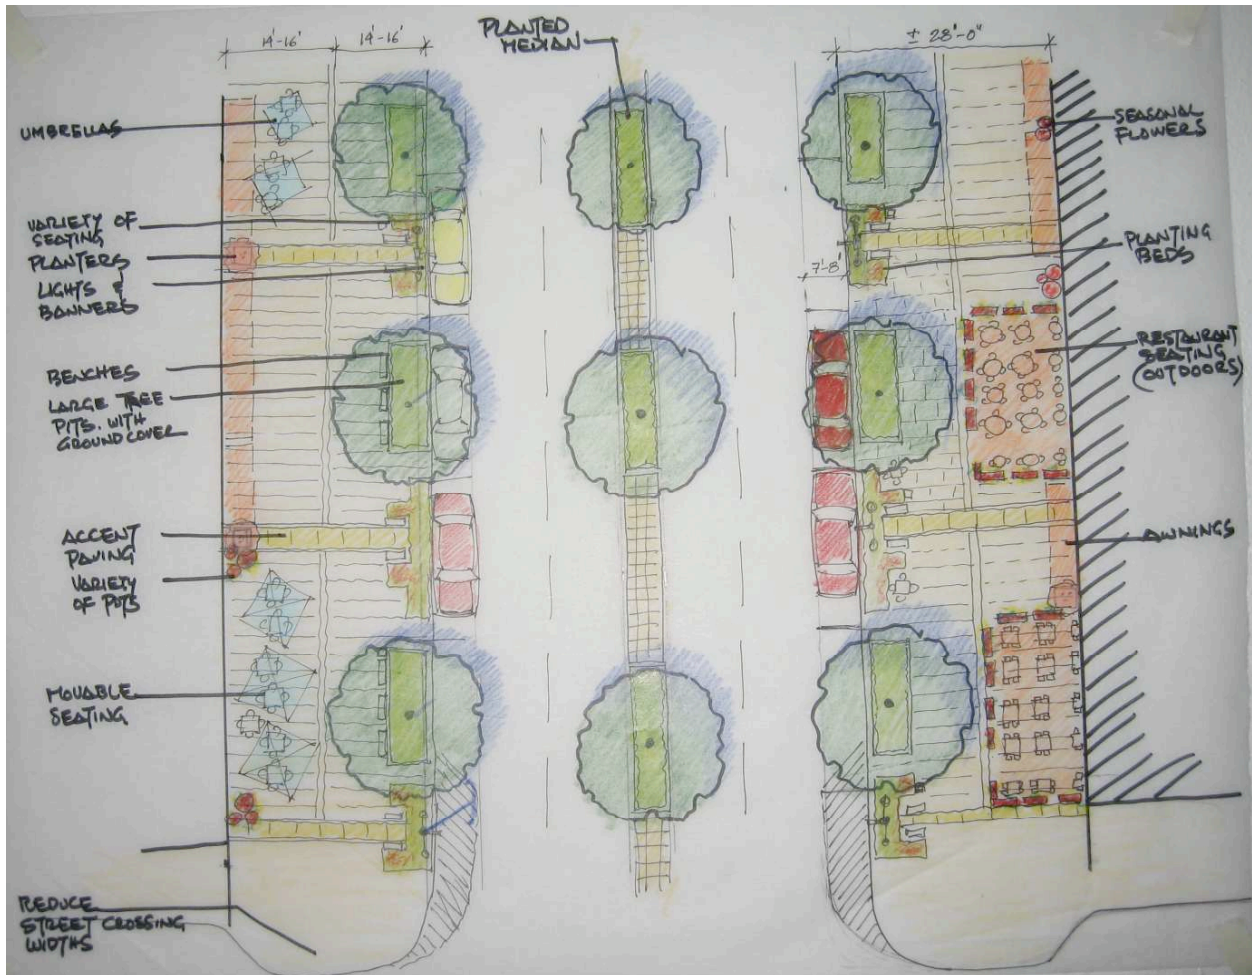 14'-16'
14'-16'
PLANTED
MEDIAN
± 28'-0"
UMBRELLAS
SEASONAL
FLOWERS
VARIETY OF
SEATING
PLANTERS
LIGHTS &
BANNERS
PLANTING
BEDS
7'-8'
BENCHES
LARGE TREE
PITS. WITH
GROUNDCOVER
RESTAURANT
SEATING
(OUTDOORS)
ACCENT
PAVING
VARIETY
OF POTS
AWNINGS
MOVABLE
SEATING
REDUCE
STREET CROSSING
WIDTHS